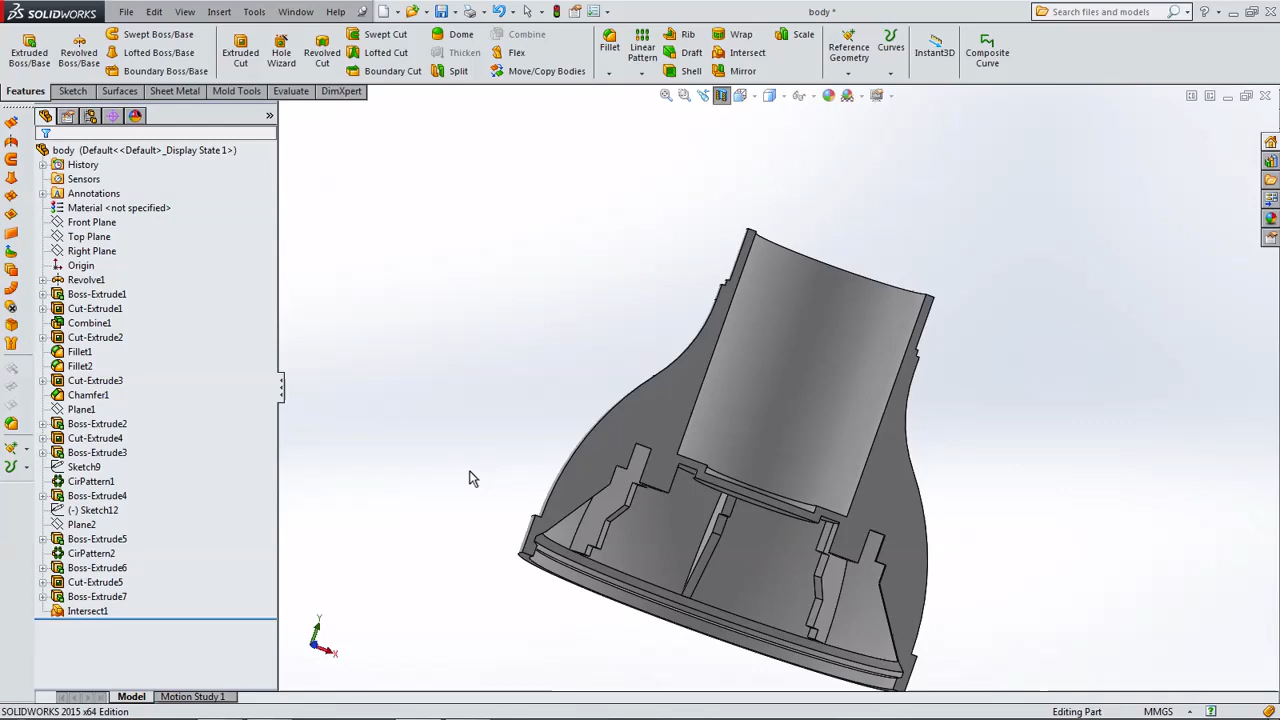 SOLIDWORKS File Edit View Insert Tools Window Help body * Search files and models
Extruded Boss/Base Revolved Boss/Base Swept Boss/Base Lofted Boss/Base Boundary Boss/Base Extruded Cut Hole Wizard Revolved Cut Swept Cut Lofted Cut Boundary Cut Dome Thicken Split Combine Flex Move/Copy Bodies Fillet Linear Pattern Rib Draft Shell Wrap Intersect Mirror Scale Reference Geometry Curves Instant3D Composite Curve
Features Sketch Surfaces Sheet Metal Mold Tools Evaluate DimXpert
body (Default<<Default>_Display State 1>)
History
Sensors
Annotations
Material <not specified>
Front Plane
Top Plane
Right Plane
Origin
Revolve1
Boss-Extrude1
Cut-Extrude1
Combine1
Cut-Extrude2
Fillet1
Fillet2
Cut-Extrude3
Chamfer1
Plane1
Boss-Extrude2
Cut-Extrude4
Boss-Extrude3
Sketch9
CirPattern1
Boss-Extrude4
(-) Sketch12
Plane2
Boss-Extrude5
CirPattern2
Boss-Extrude6
Cut-Extrude5
Boss-Extrude7
Intersect1
Y
X
Model Motion Study 1
SOLIDWORKS 2015 x64 Edition Editing Part MMGS